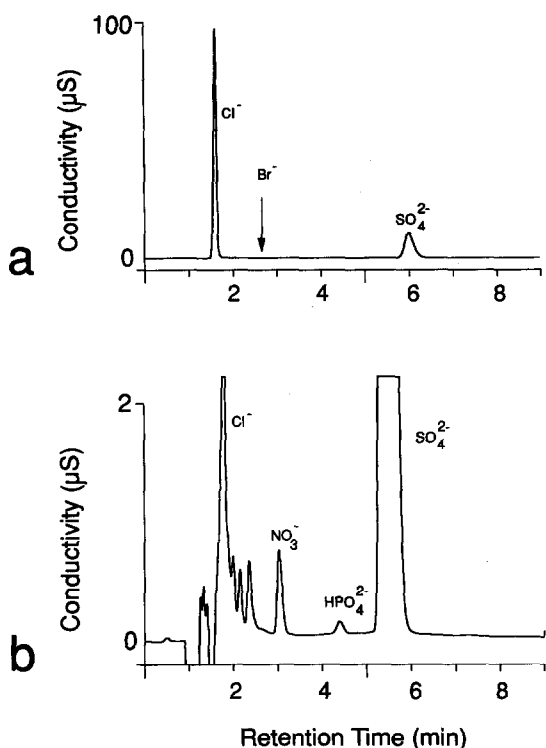 100
Conductivity (µS)
Cl⁻
Br⁻
SO₄²⁻
0
a
2 4 6 8
2
Conductivity (µS)
Cl⁻
SO₄²⁻
NO₃⁻
HPO₄²⁻
0
b
2 4 6 8
Retention Time (min)